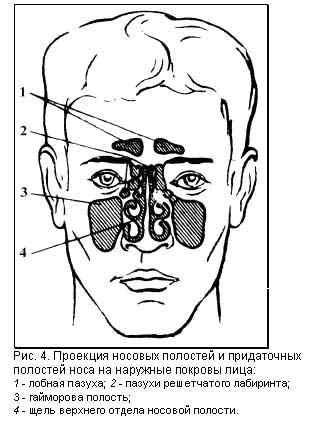 1
2
3
4
Рис. 4. Проекция носовых полостей и придаточных
полостей носа на наружные покровы лица:
1 - лобная пазуха; 2 - пазухи решетчатого лабиринта;
3 - гайморова полость;
4 - щель верхнего отдела носовой полости.